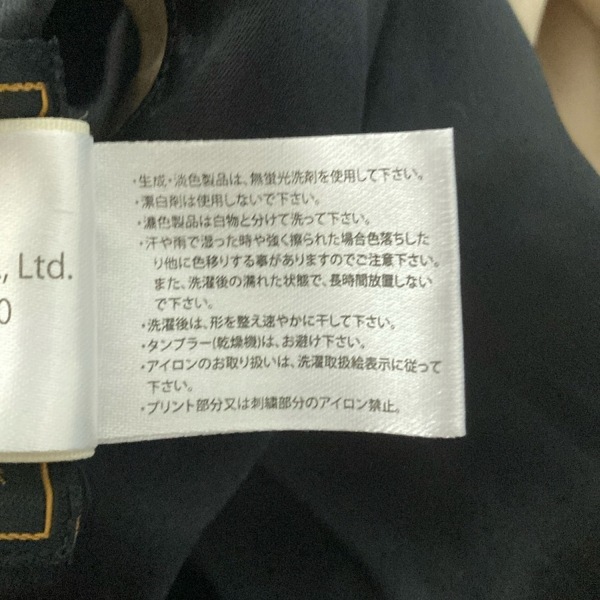 ・生成・淡色製品は、無蛍光洗剤を使用して下さい。
・漂白剤は使用しないで下さい。
・濃色製品は白物と分けて洗って下さい。
・汗や雨で湿った時や強く擦られた場合色落ちした
り他に色移りする事がありますのでご注意下さい。
また、洗濯後の濡れた状態で、長時間放置しない
で下さい。
・洗濯後は、形を整え速やかに干して下さい。
・タンブラー(乾燥機)は、お避け下さい。
・アイロンのお取り扱いは、洗濯取扱絵表示に従って
下さい。
・プリント部分又は刺繍部分のアイロン禁止。
, Ltd.
0